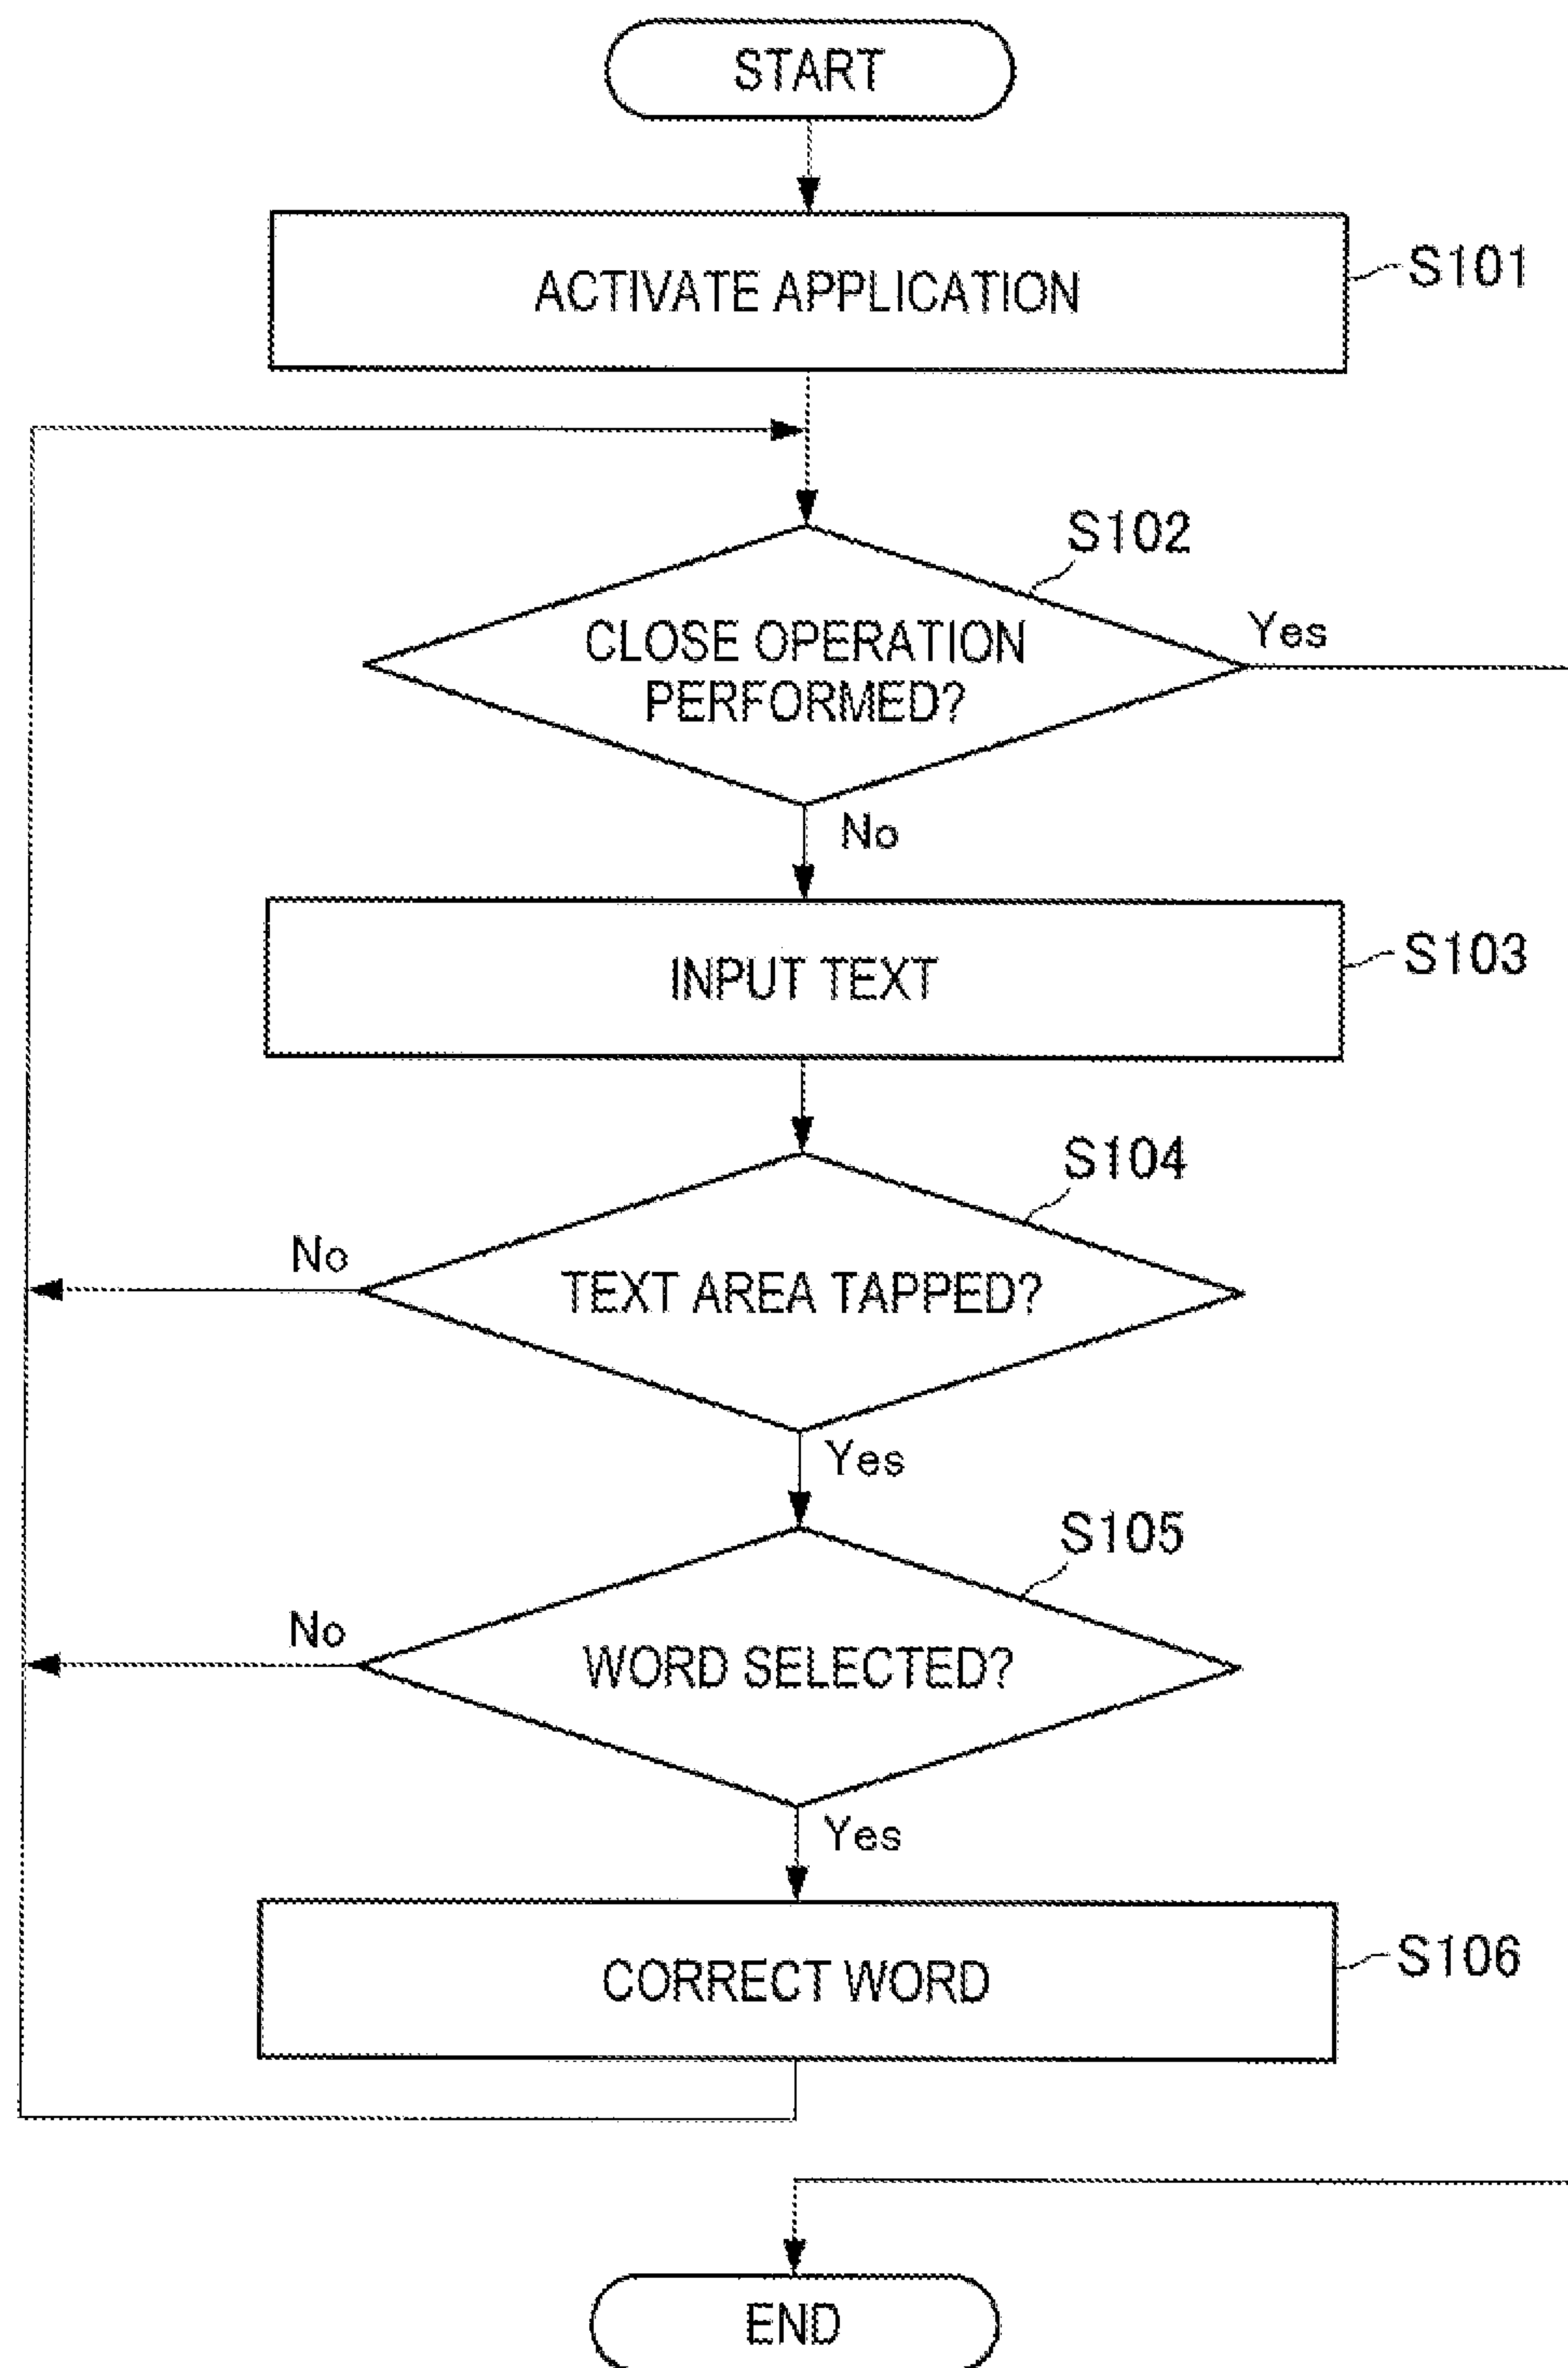 START
ACTIVATE APPLICATION
S101
S102
CLOSE OPERATION
PERFORMED?
Yes
No
INPUT TEXT
S103
S104
No
TEXT AREA TAPPED?
Yes
S105
No
WORD SELECTED?
Yes
CORRECT WORD
S106
END